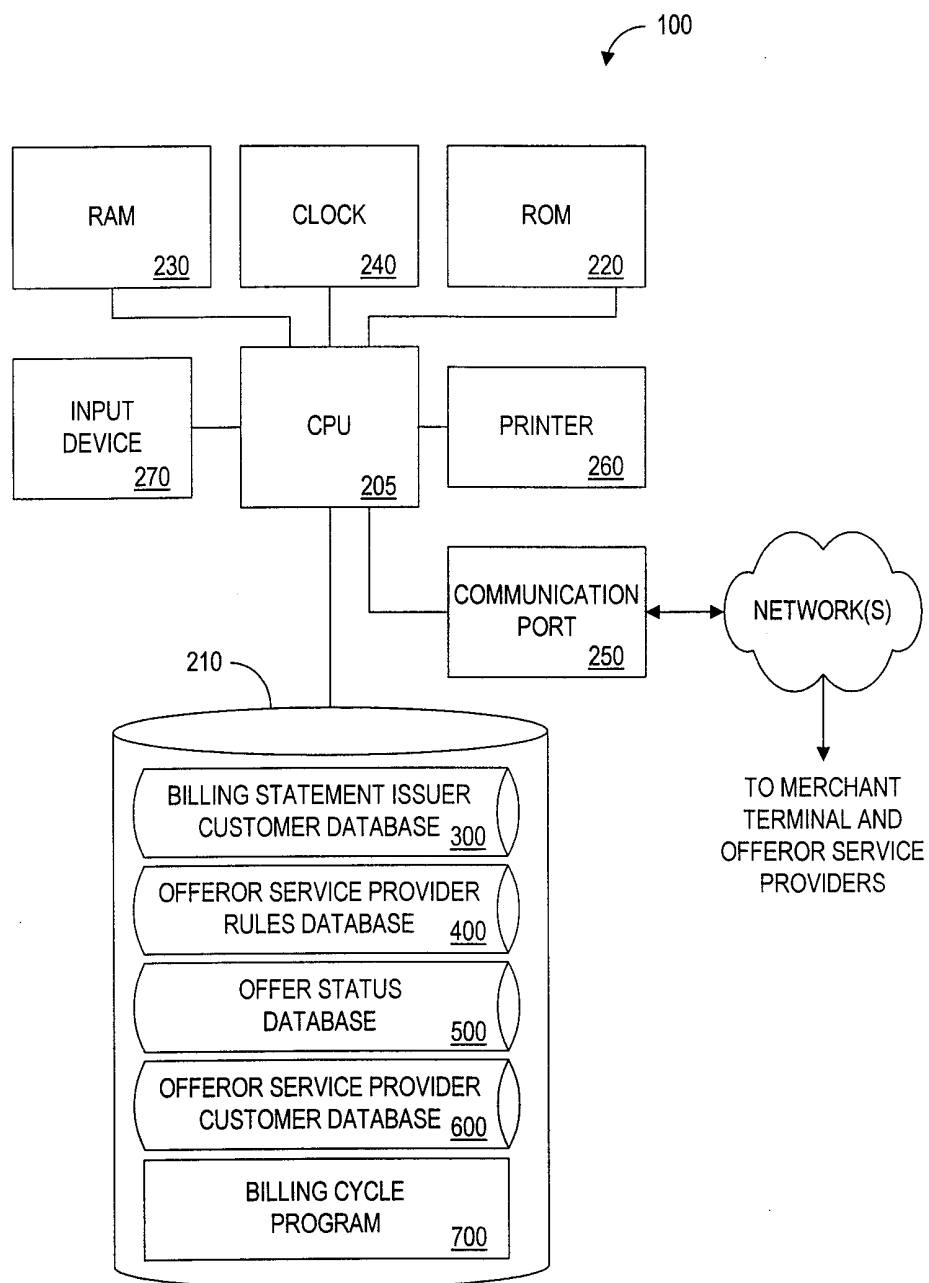 100
RAM
230
CLOCK
240
ROM
220
INPUT
DEVICE
270
CPU
205
PRINTER
260
COMMUNICATION
PORT
250
NETWORK(S)
TO MERCHANT
TERMINAL AND
OFFEROR SERVICE
PROVIDERS
210
BILLING STATEMENT ISSUER
CUSTOMER DATABASE
300
OFFEROR SERVICE PROVIDER
RULES DATABASE
400
OFFER STATUS
DATABASE
500
OFFEROR SERVICE PROVIDER
CUSTOMER DATABASE
600
BILLING CYCLE
PROGRAM
700